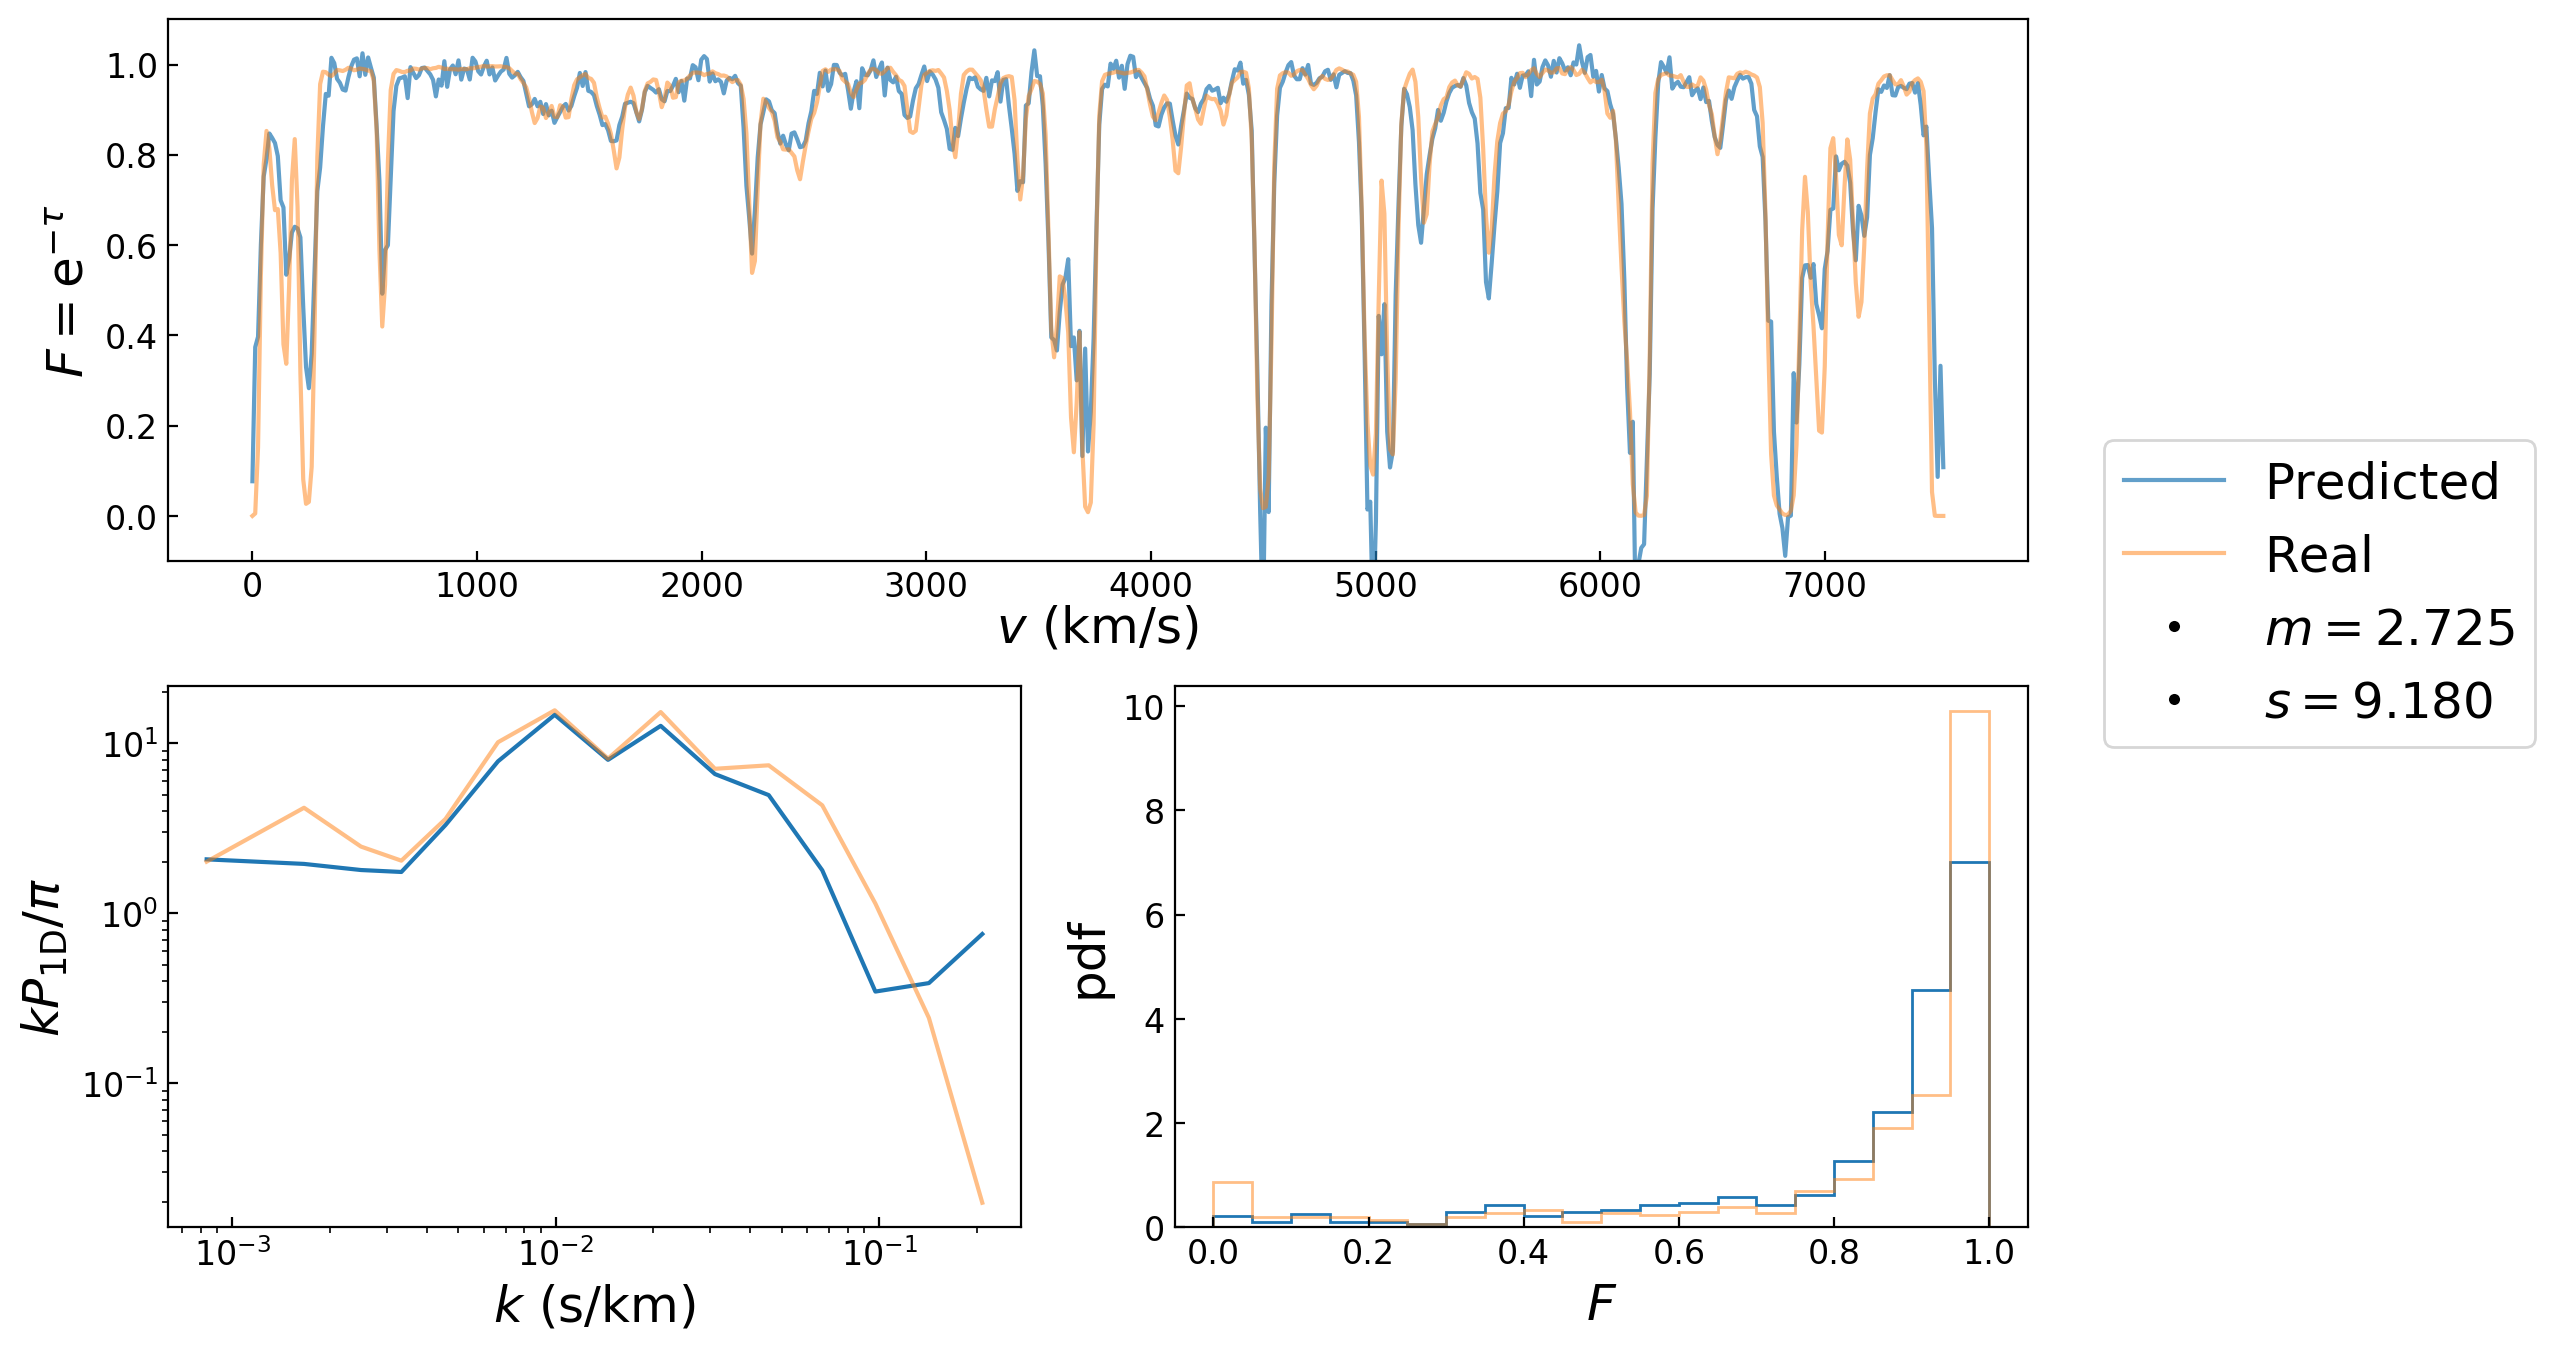 1.0
0.8
0.6
0.4
0.2
0.0
F = e^{−τ}
0 1000 2000 3000 4000 5000 6000 7000
v (km/s)
Predicted
Real
m = 2.725
s = 9.180
10^1
10^0
10^{−1}
kP_{1D}/π
10^{−3} 10^{−2} 10^{−1}
k (s/km)
10
8
6
4
2
0
pdf
0.0 0.2 0.4 0.6 0.8 1.0
F